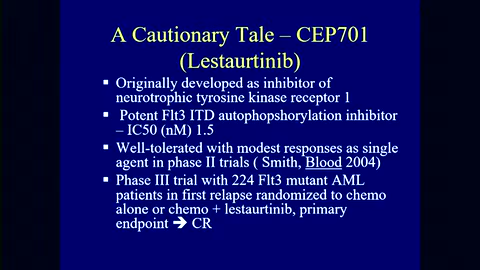 A Cautionary Tale – CEP701
(Lestaurtinib)
▪ Originally developed as inhibitor of
neurotrophic tyrosine kinase receptor 1
▪ Potent Flt3 ITD autophopshorylation inhibitor
– IC50 (nM) 1.5
▪ Well-tolerated with modest responses as single
agent in phase II trials ( Smith, Blood 2004)
▪ Phase III trial with 224 Flt3 mutant AML
patients in first relapse randomized to chemo
alone or chemo + lestaurtinib, primary
endpoint ➔ CR